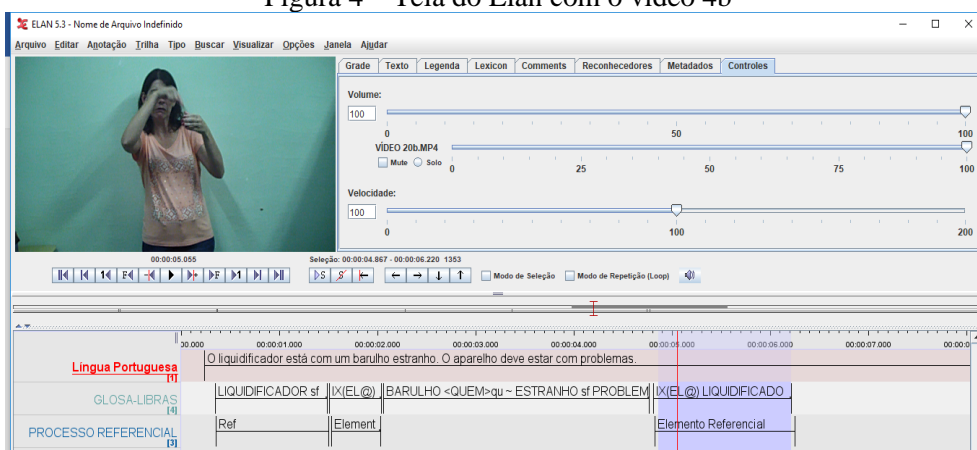 Figura 4 – Tela do Elan com o vídeo 4b
ELAN 5.3 - Nome de Arquivo Indefinido
Arquivo Editar Anotação Trilha Tipo Buscar Visualizar Opções Janela Ajudar
Grade Texto Legenda Lexicon Comments Reconhecedores Metadados Controles
Volume:
100
0 50 100
VÍDEO 20b.MP4
Mute Solo 0 25 50 75 100
Velocidade:
100
0 100 200
00:00:05.055 Seleção: 00:00:04.867 - 00:00:06.220 1353
Modo de Seleção Modo de Repetição (Loop)
00.000 00:00:01.000 00:00:02.000 00:00:03.000 00:00:04.000 00:00:05.000 00:00:06.000 00:00:07.000 00:00:0
O liquidificador está com um barulho estranho. O aparelho deve estar com problemas.
Língua Portuguesa
[1]
LIQUIDIFICADOR sf IX(EL@) BARULHO <QUEM>qu ~ ESTRANHO sf PROBLEM IX(EL@) LIQUIDIFICADO
GLOSA-LIBRAS
[4]
Ref Element Elemento Referencial
PROCESSO REFERENCIAL
[3]